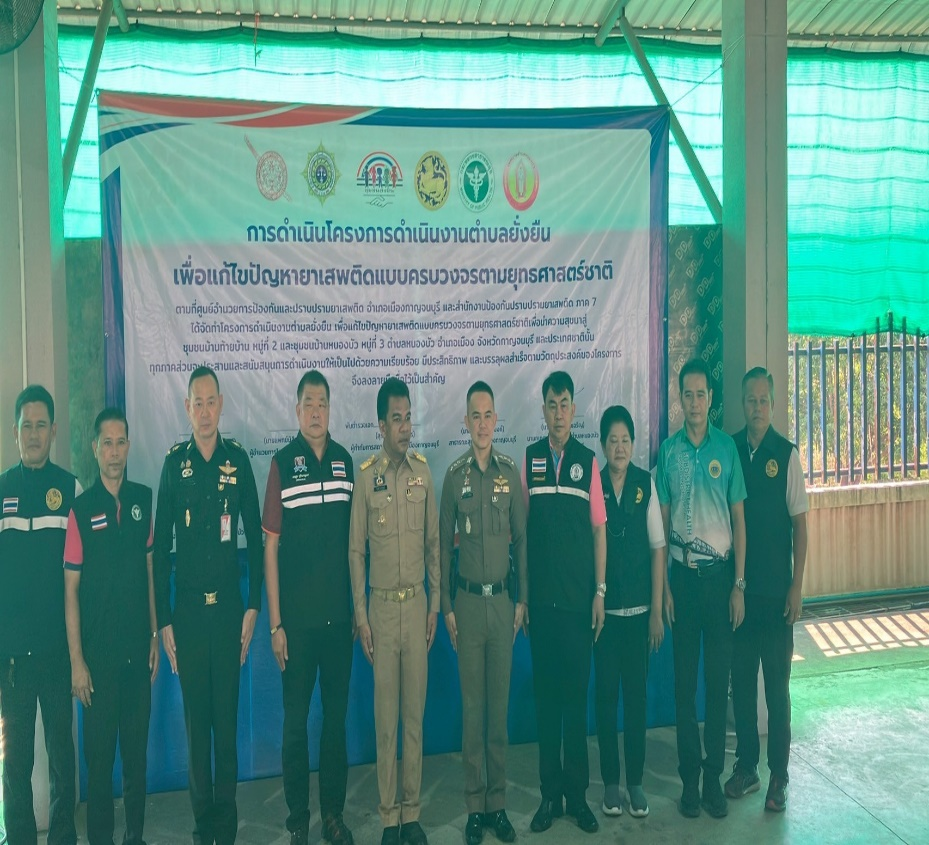 การดำเนินโครงการดำเนินงานตำบลยั่งยืน
เพื่อแก้ไขปัญหายาเสพติดแบบครบวงจรตามยุทธศาสตร์ชาติ
ตามที่ศูนย์อำนวยการป้องกันและปราบปรามยาเสพติด อำเภอเมืองกาญจนบุรี และสำนักงานป้องกันปราบปรามยาเสพติด ภาค 7
ได้จัดทำโครงการดำเนินงานตำบลยั่งยืน เพื่อแก้ไขปัญหายาเสพติดแบบครบวงจรตามยุทธศาสตร์ชาติเพื่อนำความสุขมาสู่
ชุมชนบ้านท้ายบ้าน หมู่ที่ 2 และชุมชนบ้านหนองบัว หมู่ที่ 3 ตำบลหนองบัว อำเภอเมือง จังหวัดกาญจนบุรี และประเทศชาตินั้น
ทุกภาคส่วนจะประสานและสนับสนุนการดำเนินงานให้เป็นไปด้วยความเรียบร้อย มีประสิทธิภาพ และบรรลุผลสำเร็จตามวัตถุประสงค์ของโครงการ
จึงลงลายมือชื่อไว้เป็นสำคัญ
พันตำรวจเอก